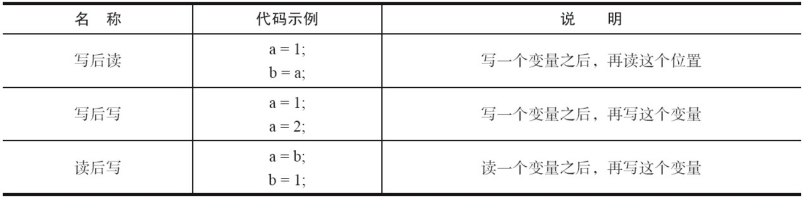 名 称 代码示例 说 明
写后读 a = 1; 写一个变量之后，再读这个位置
b = a;
写后写 a = 1; 写一个变量之后，再写这个变量
a = 2;
读后写 a = b; 读一个变量之后，再写这个变量
b = 1;